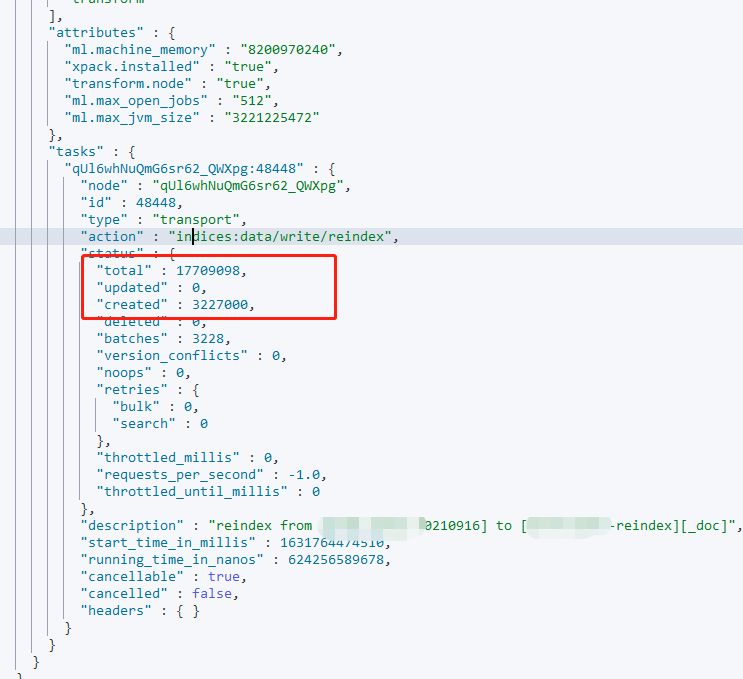 transform
],
"attributes" : {
"ml.machine_memory" : "8200970240",
"xpack.installed" : "true",
"transform.node" : "true",
"ml.max_open_jobs" : "512",
"ml.max_jvm_size" : "3221225472"
},
"tasks" : {
"qUl6whNuQmG6sr62_QWXpg:48448" : {
"node" : "qUl6whNuQmG6sr62_QWXpg",
"id" : 48448,
"type" : "transport",
"action" : "indices:data/write/reindex",
"status" : {
"total" : 17709098,
"updated" : 0,
"created" : 3227000,
"deleted" : 0,
"batches" : 3228,
"version_conflicts" : 0,
"noops" : 0,
"retries" : {
"bulk" : 0,
"search" : 0
},
"throttled_millis" : 0,
"requests_per_second" : -1.0,
"throttled_until_millis" : 0
},
"description" : "reindex from 0210916] to [-reindex][_doc]",
"start_time_in_millis" : 1631764474510,
"running_time_in_nanos" : 624256589678,
"cancellable" : true,
"cancelled" : false,
"headers" : { }
}
}
}